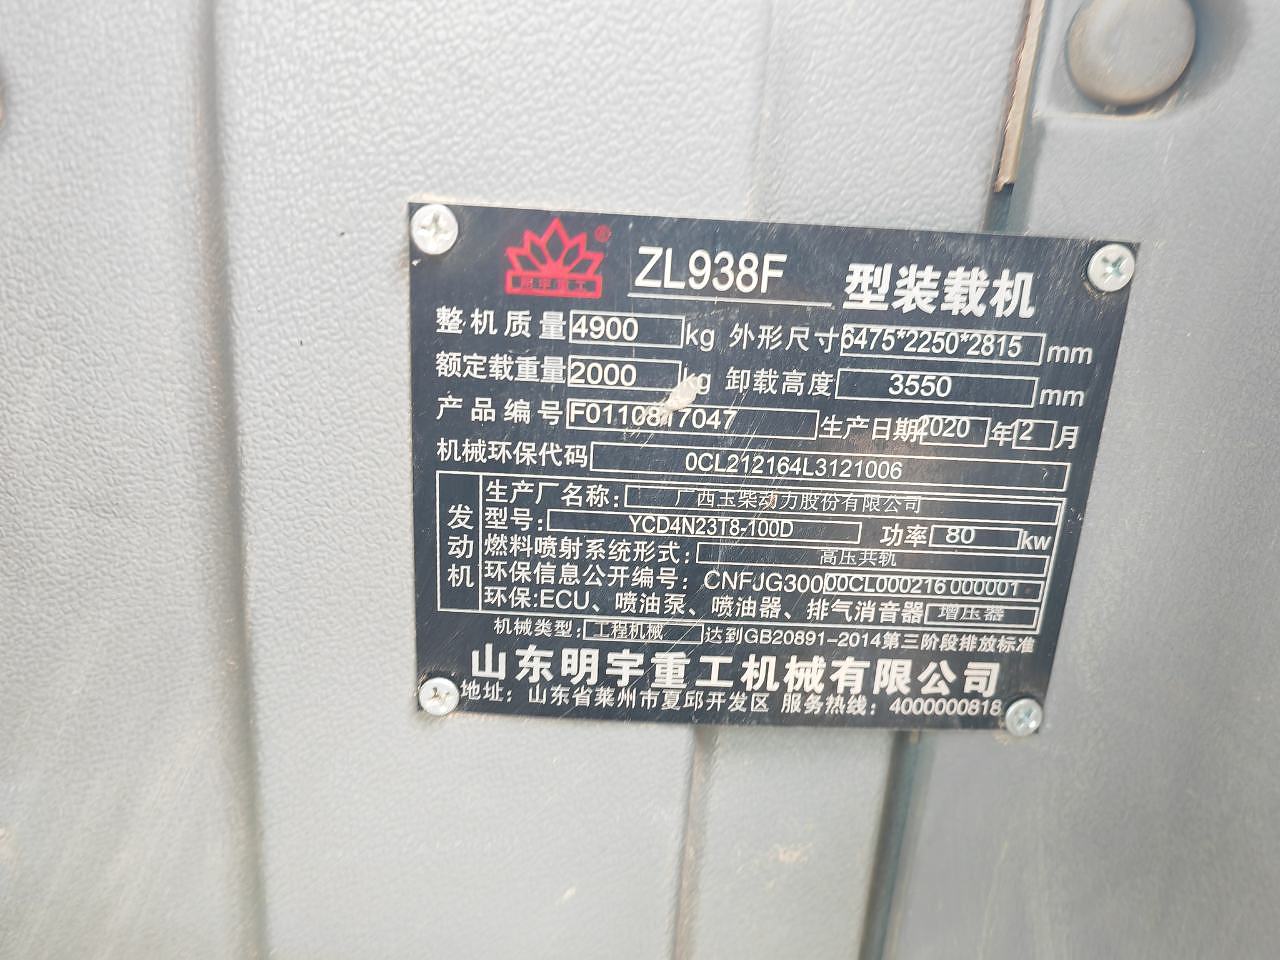 明宇重工®
ZL938F 型装载机
整机质量 4900 kg 外形尺寸 6475*2250*2815 mm
额定载重量 2000 kg 卸载高度 3550 mm
产品编号 F0110817047 生产日期 2020 年 12 月
机械环保代码 0CL212164L3121006
发动机
生产厂名称: 广西玉柴动力股份有限公司
型号: YCD4N23T8-100D 功率 80 kw
燃料喷射系统形式: 高压共轨
环保信息公开编号: CNFJG30000CL000216000001
环保:ECU、喷油泵、喷油器、排气消音器 增压器
机械类型: 工程机械 达到GB20891-2014第三阶段排放标准
山东明宇重工机械有限公司
地址: 山东省莱州市夏邱开发区 服务热线: 4000000818